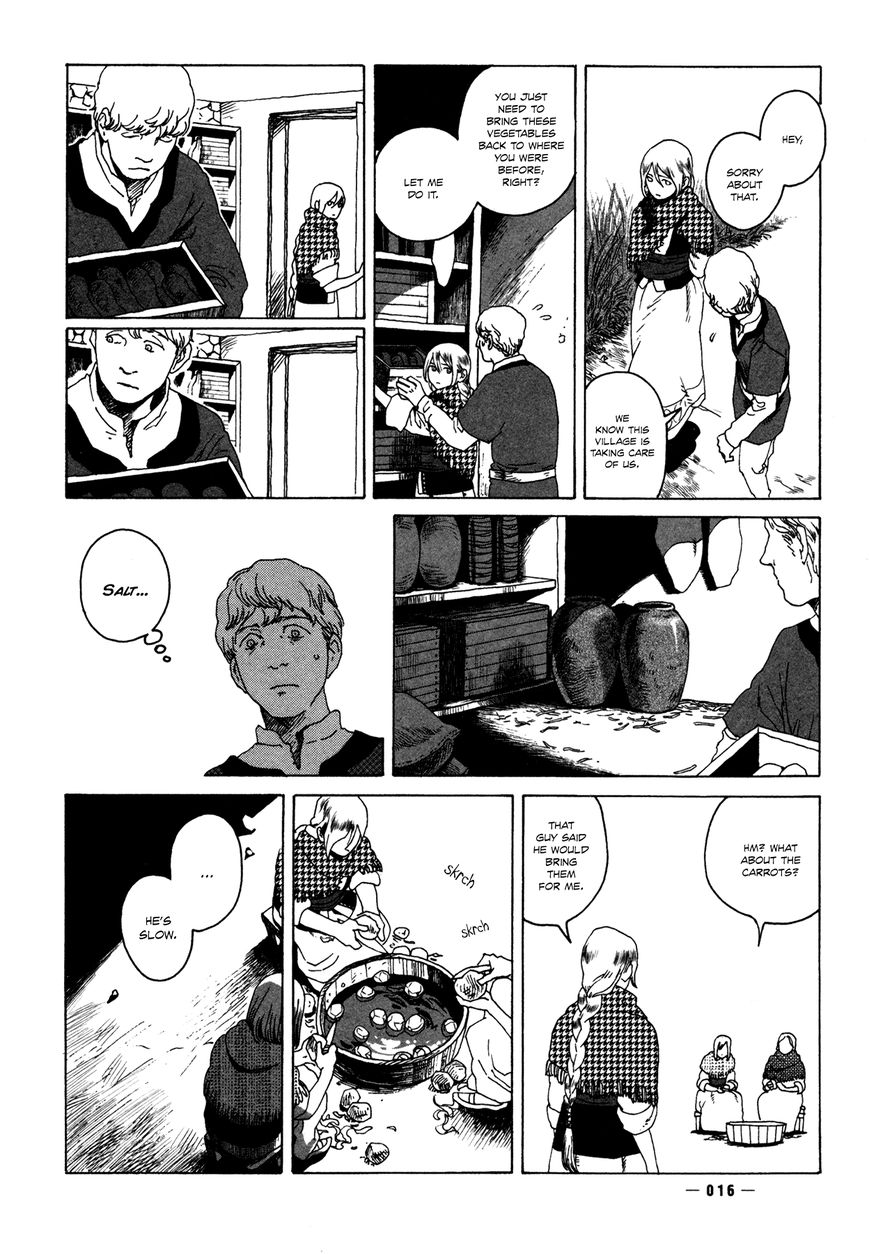 HEY,
SORRY
ABOUT
THAT.
WE
KNOW THIS
VILLAGE IS
TAKING CARE
OF US.
YOU JUST
NEED TO
BRING THESE
VEGETABLES
BACK TO WHERE
YOU WERE
BEFORE,
RIGHT?
LET ME
DO IT.
SALT...
HM? WHAT
ABOUT THE
CARROTS?
THAT
GUY SAID
HE WOULD
BRING
THEM
FOR ME.
SKRCH
SKRCH
...
HE'S
SLOW.
— 016 —